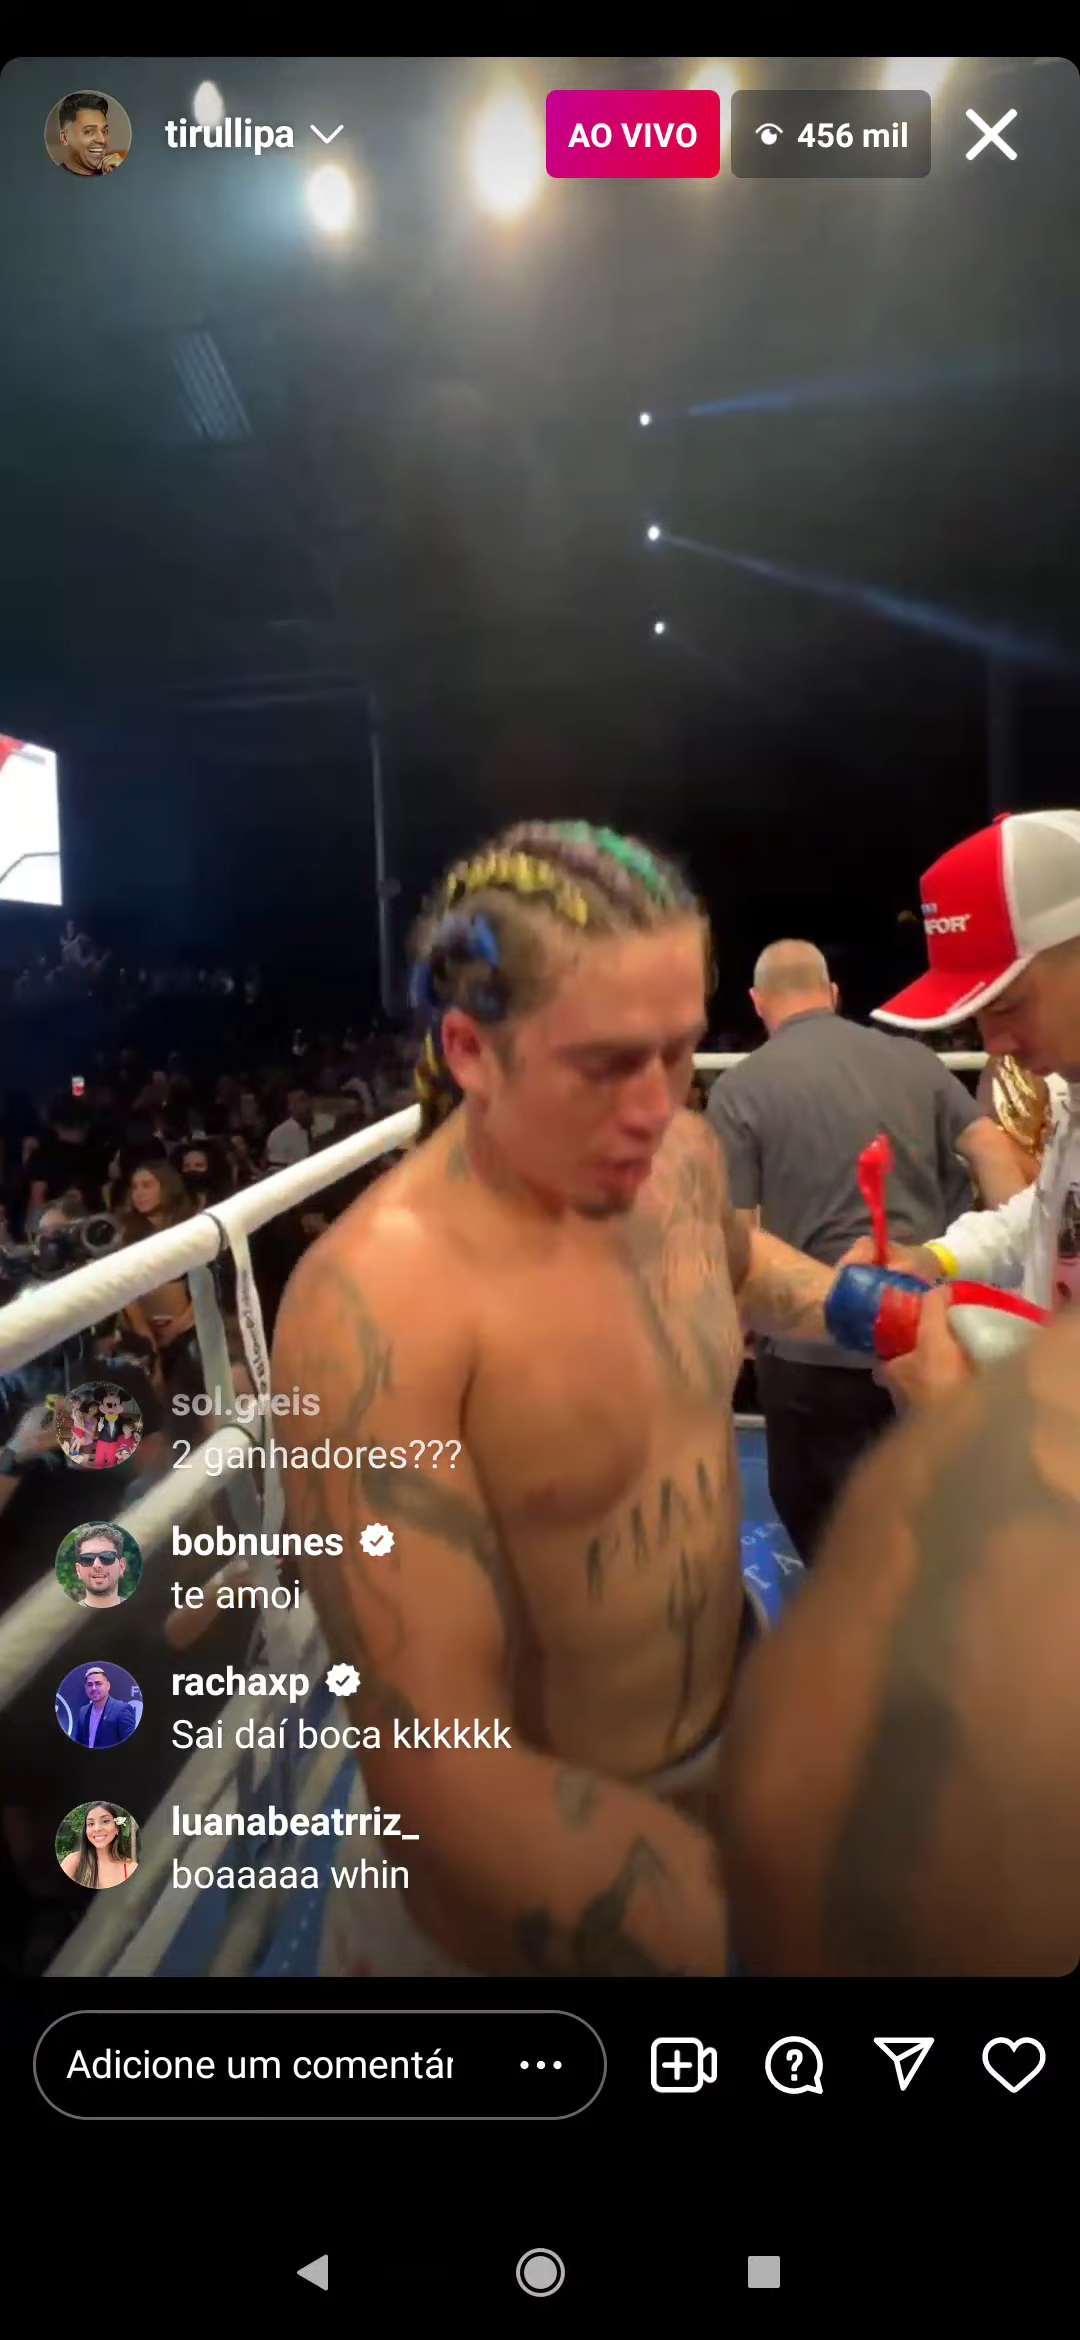 tirullipa
AO VIVO
456 mil
sol.greis
2 ganhadores???
bobnunes
te amoi
rachaxp
Sai daí boca kkkkkk
luanabeatrriz_
boaaaaa whin
Adicione um comentár